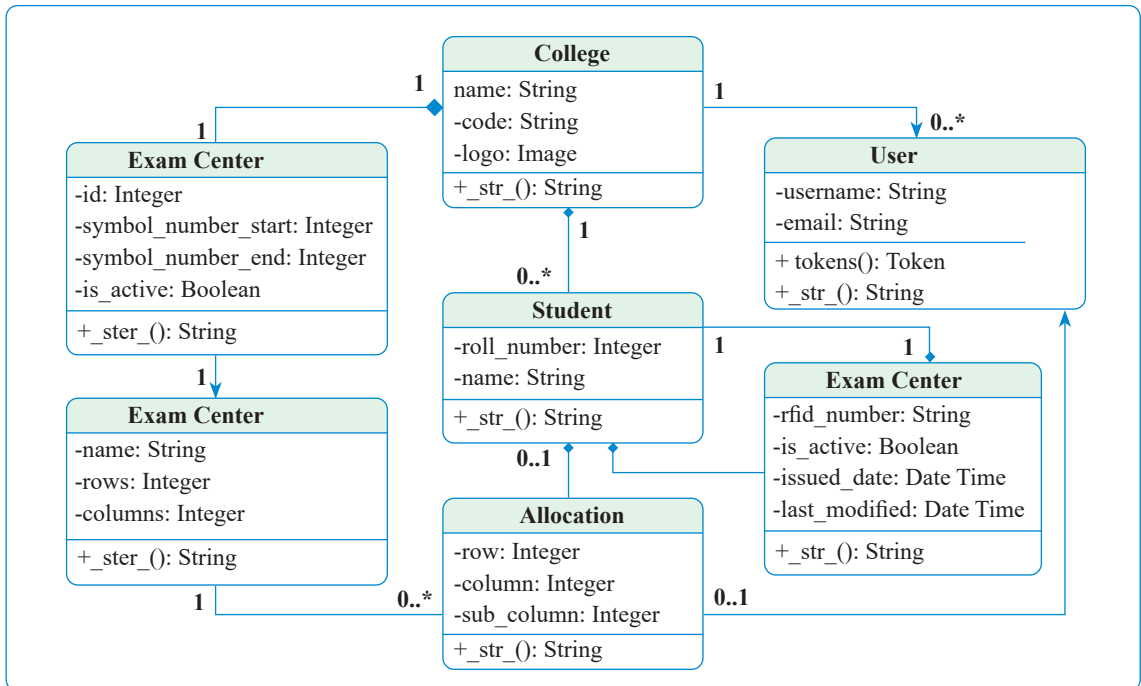 College
name: String
-code: String
-logo: Image
+_str_(): String
1
1
1
0..*
1
0..*
Exam Center
-id: Integer
-symbol_number_start: Integer
-symbol_number_end: Integer
-is_active: Boolean
+_ster_(): String
User
-username: String
-email: String
+ tokens(): Token
+_str_(): String
Student
-roll_number: Integer
-name: String
+_str_(): String
1
1
1
0..1
Exam Center
-name: String
-rows: Integer
-columns: Integer
+_ster_(): String
Exam Center
-rfid_number: String
-is_active: Boolean
-issued_date: Date Time
-last_modified: Date Time
+_str_(): String
Allocation
-row: Integer
-column: Integer
-sub_column: Integer
+_str_(): String
1
0..*
0..1